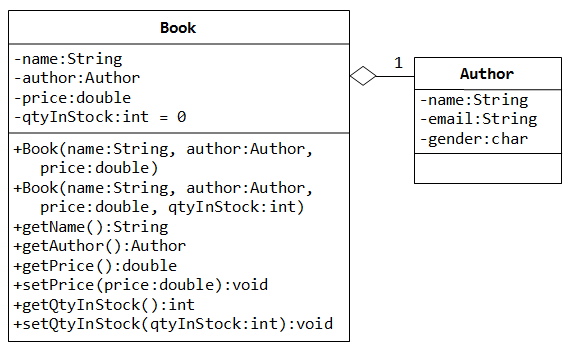 Book
-name:String
-author:Author
-price:double
-qtyInStock:int = 0
+Book(name:String, author:Author,
price:double)
+Book(name:String, author:Author,
price:double, qtyInStock:int)
+getName():String
+getAuthor():Author
+getPrice():double
+setPrice(price:double):void
+getQtyInStock():int
+setQtyInStock(qtyInStock:int):void
1
Author
-name:String
-email:String
-gender:char